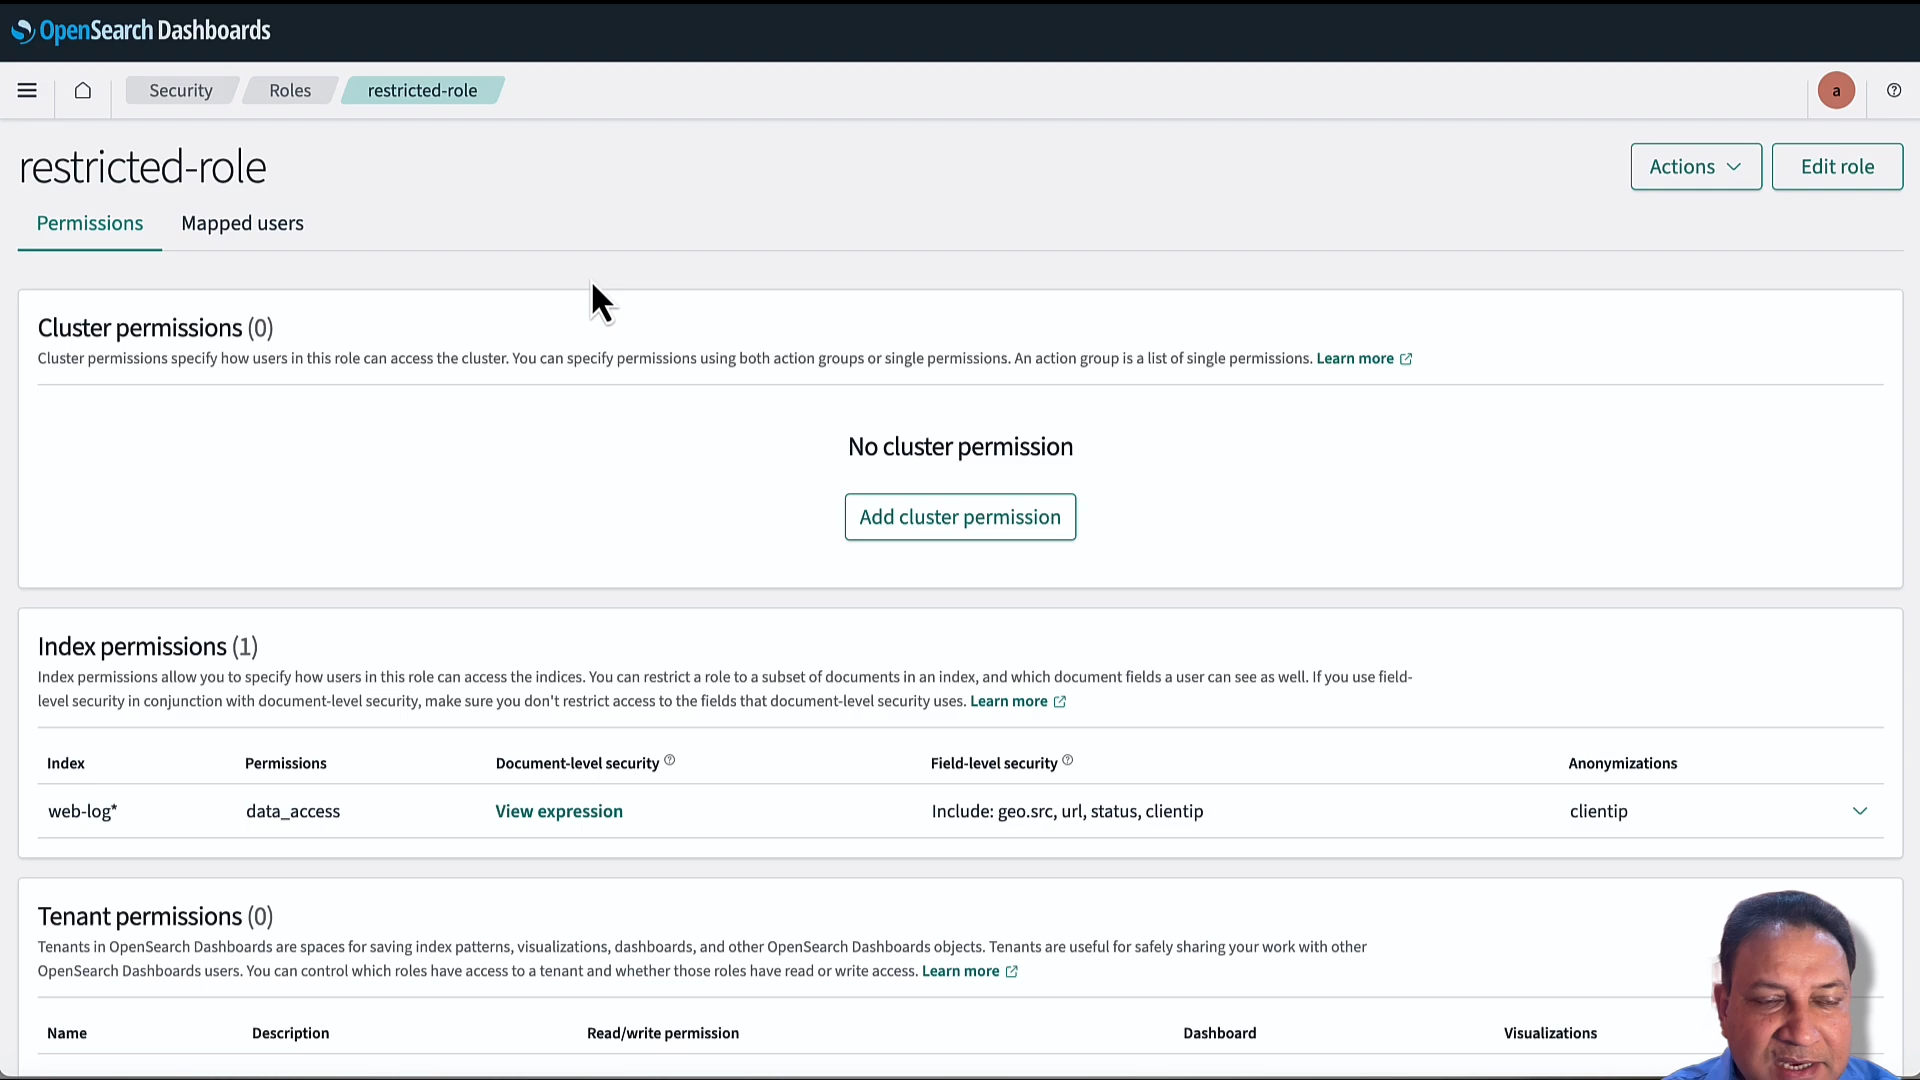 OpenSearch Dashboards
Security
Roles
restricted-role
a
restricted-role
Actions
Edit role
Permissions
Mapped users
Cluster permissions (0)
Cluster permissions specify how users in this role can access the cluster. You can specify permissions using both action groups or single permissions. An action group is a list of single permissions. Learn more
No cluster permission
Add cluster permission
Index permissions (1)
Index permissions allow you to specify how users in this role can access the indices. You can restrict a role to a subset of documents in an index, and which document fields a user can see as well. If you use field-
level security in conjunction with document-level security, make sure you don't restrict access to the fields that document-level security uses. Learn more
Index Permissions Document-level security Field-level security Anonymizations
web-log* data_access View expression Include: geo.src, url, status, clientip clientip
Tenant permissions (0)
Tenants in OpenSearch Dashboards are spaces for saving index patterns, visualizations, dashboards, and other OpenSearch Dashboards objects. Tenants are useful for safely sharing your work with other
OpenSearch Dashboards users. You can control which roles have access to a tenant and whether those roles have read or write access. Learn more
Name Description Read/write permission Dashboard Visualizations